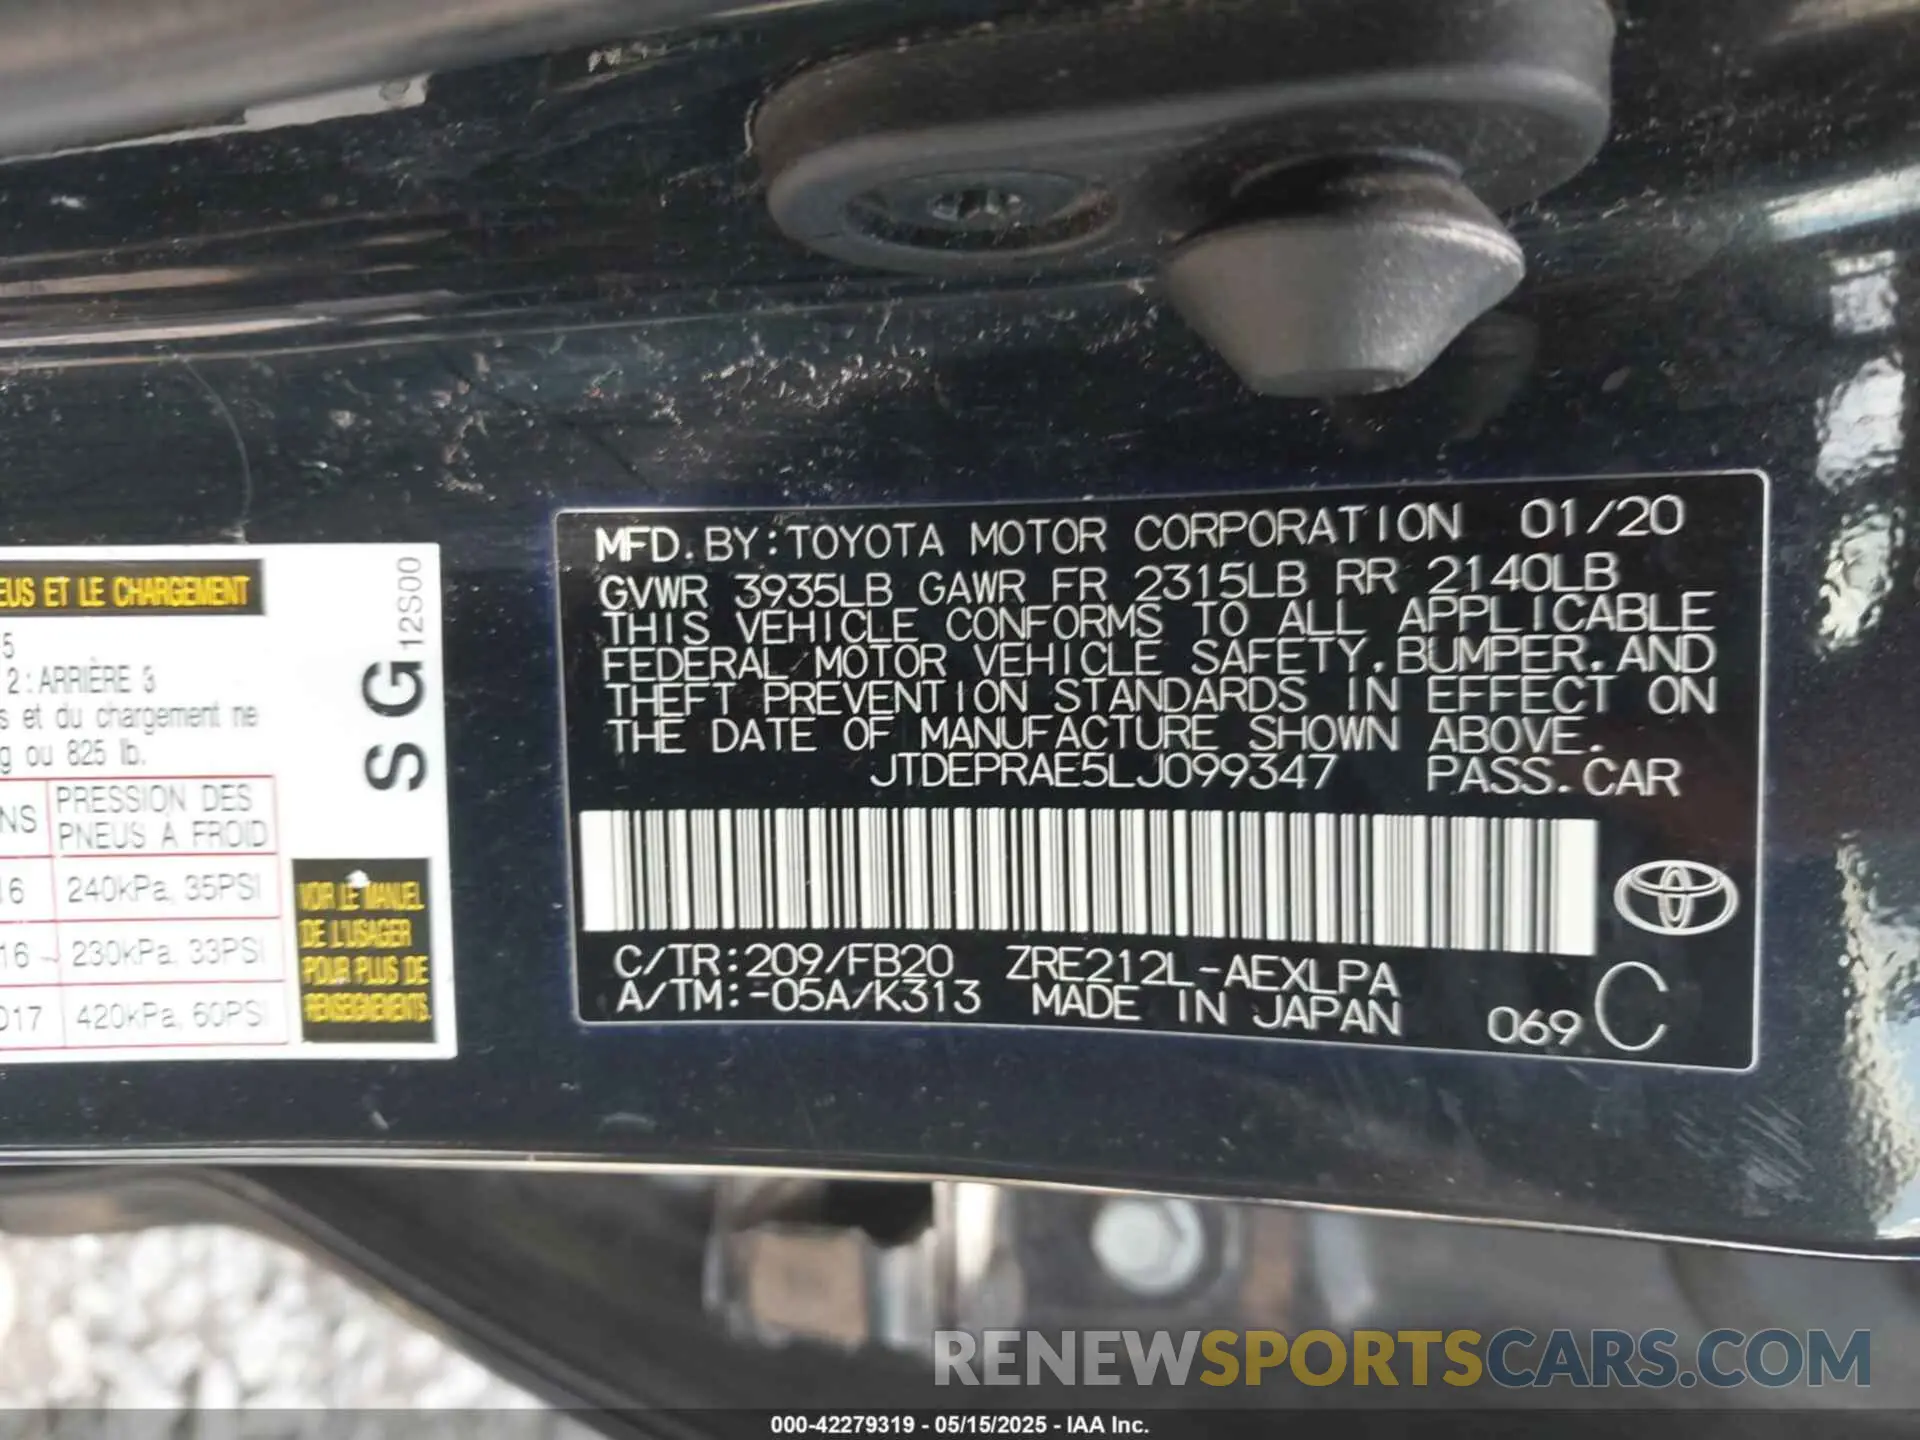 EUS ET LE CHARGEMENT
5
2 : ARRIÈRE 3
s et du chargement ne
g ou 825 lb.
NS PRESSION DES
PNEUS À FROID
16 240kPa, 35PSI
16 230kPa, 33PSI
D17 420kPa, 60PSI
S G 12S00
VOIR LE MANUEL
DE L'USAGER
POUR PLUS DE
RENSEIGNEMENTS.
MFD. BY: TOYOTA MOTOR CORPORATION 01/20
GVWR 3935LB GAWR FR 2315LB RR 2140LB
THIS VEHICLE CONFORMS TO ALL APPLICABLE
FEDERAL MOTOR VEHICLE SAFETY, BUMPER, AND
THEFT PREVENTION STANDARDS IN EFFECT ON
THE DATE OF MANUFACTURE SHOWN ABOVE.
JTDEPRAE5LJ099347 PASS. CAR
C/TR: 209/FB20 ZRE212L-AEXLPA
A/TM: -05A/K313 MADE IN JAPAN 069 C
RENEWSPORTSCARS.COM
000-42279319 - 05/15/2025 - IAA Inc.